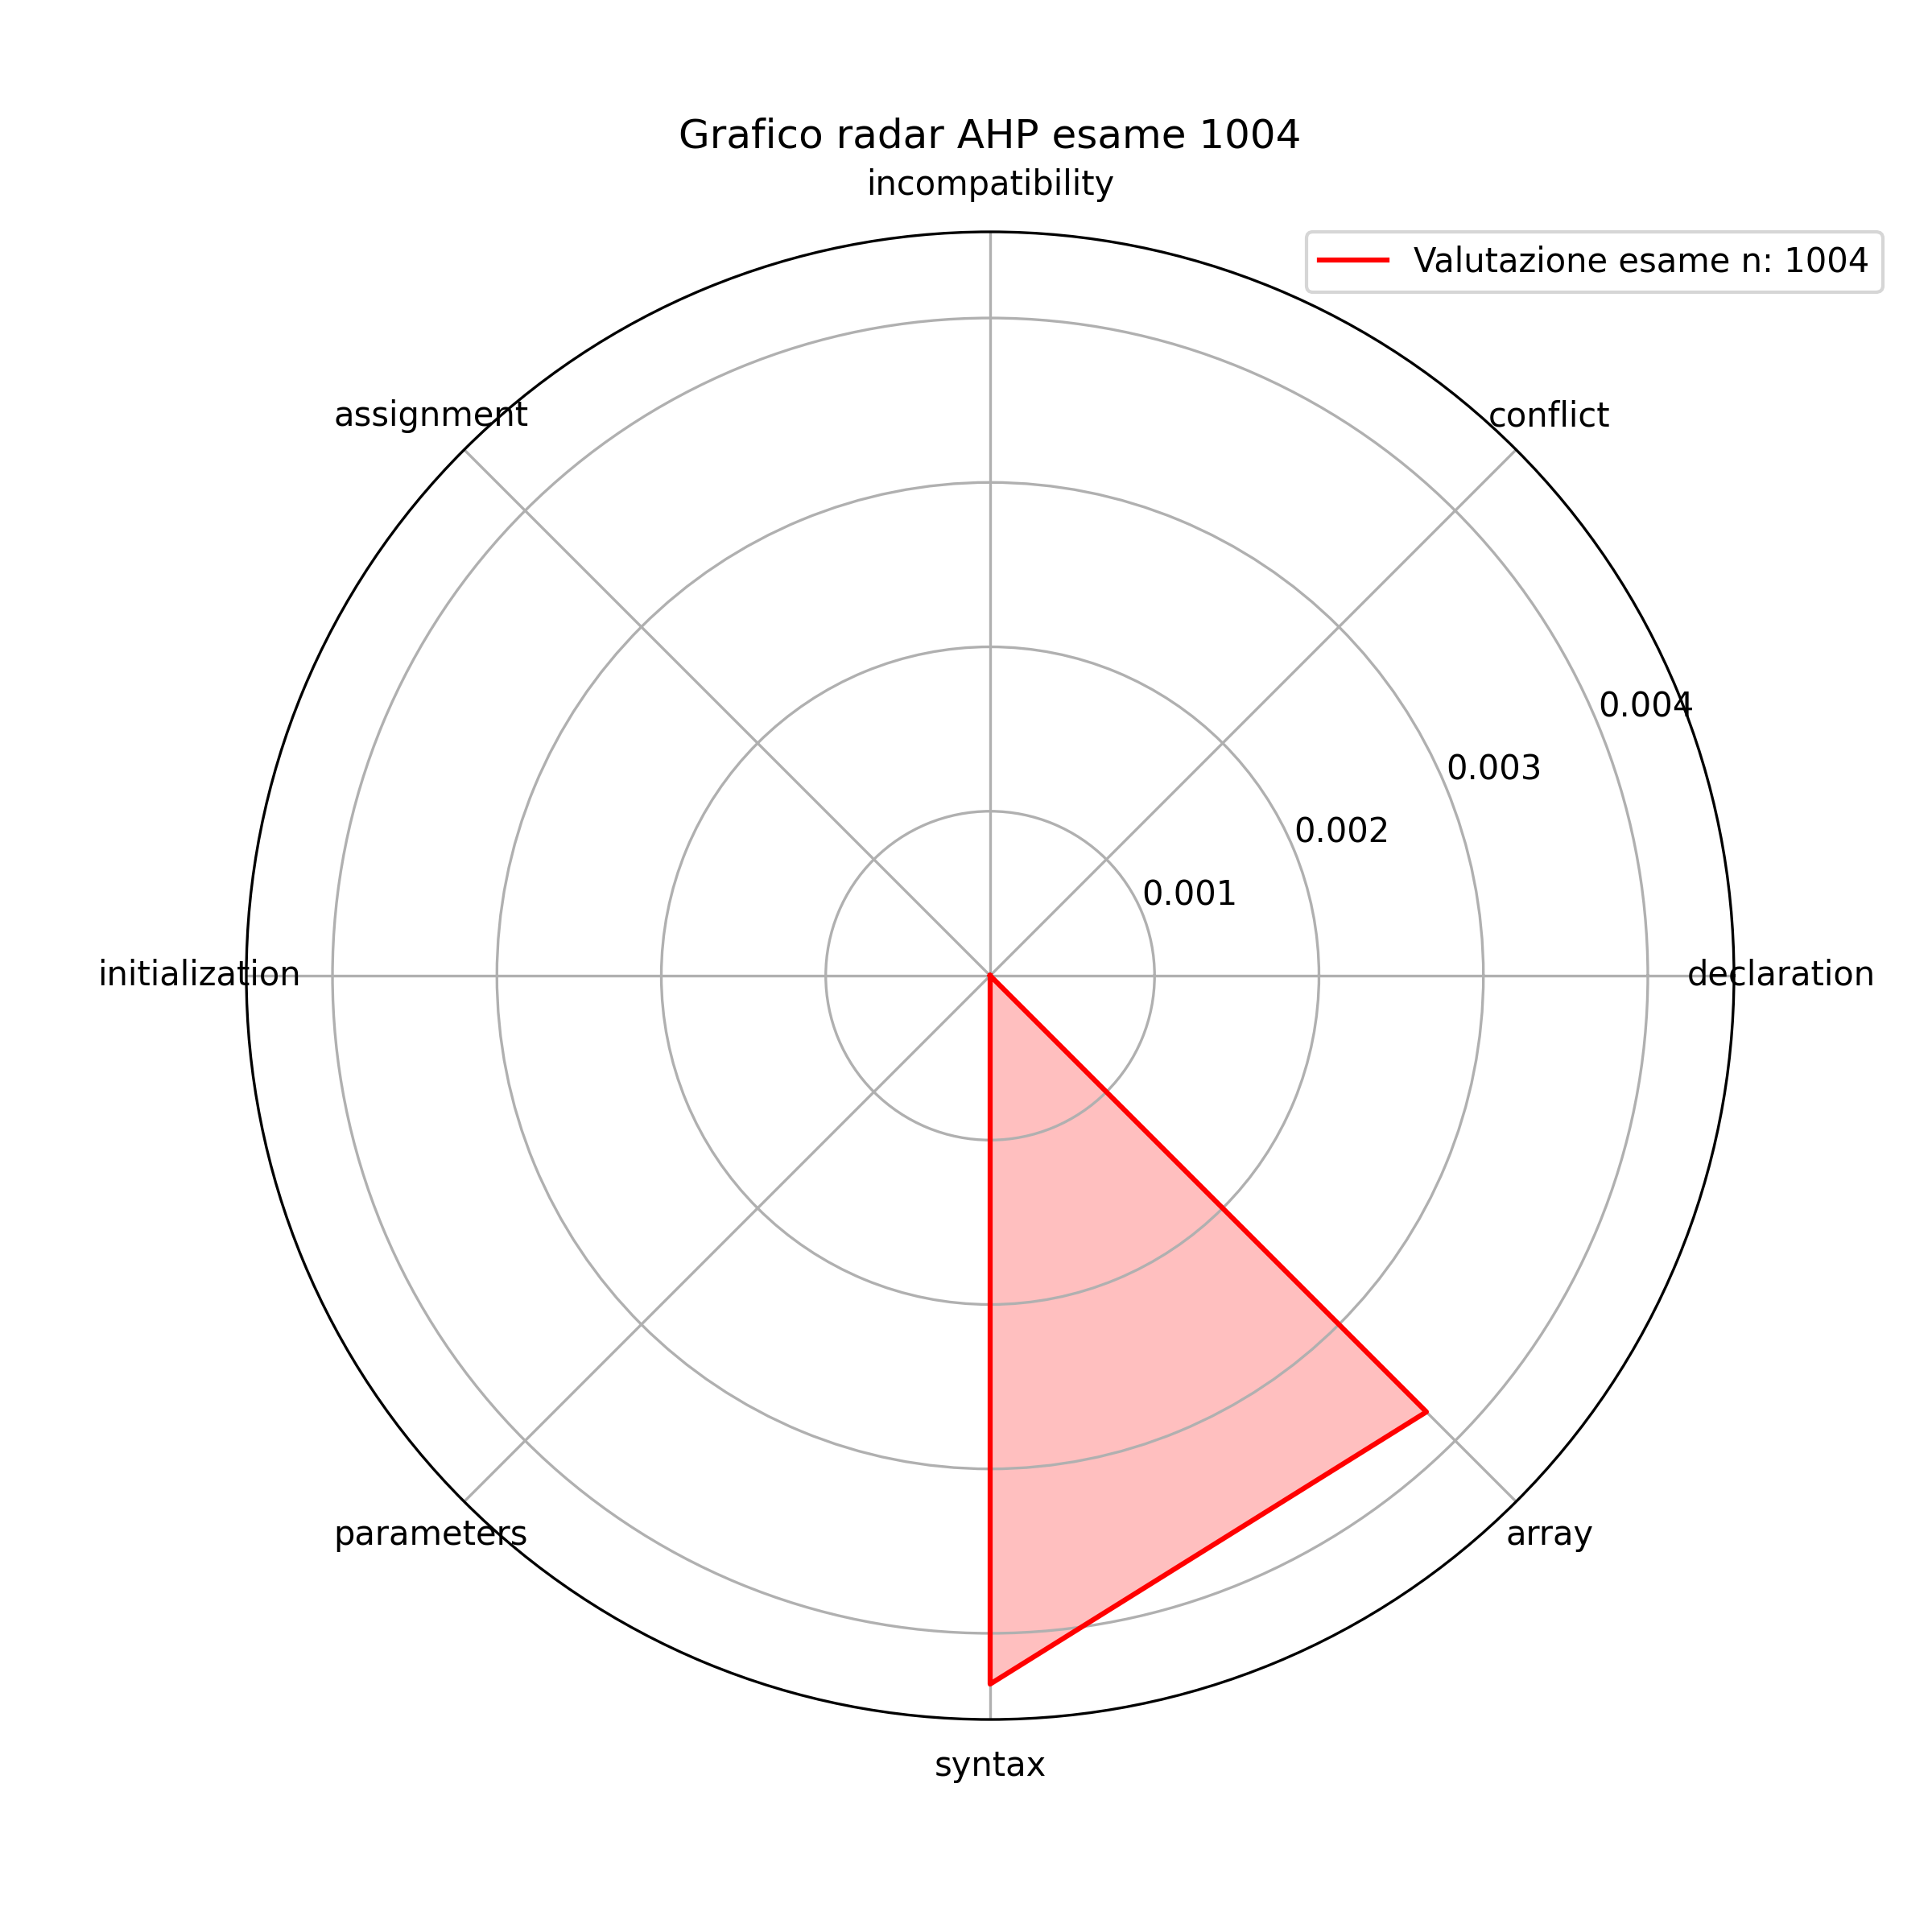 Grafico radar AHP esame 1004
incompatibility
Valutazione esame n: 1004
assignment
conflict
0.004
0.003
0.002
0.001
initialization
declaration
parameters
array
syntax